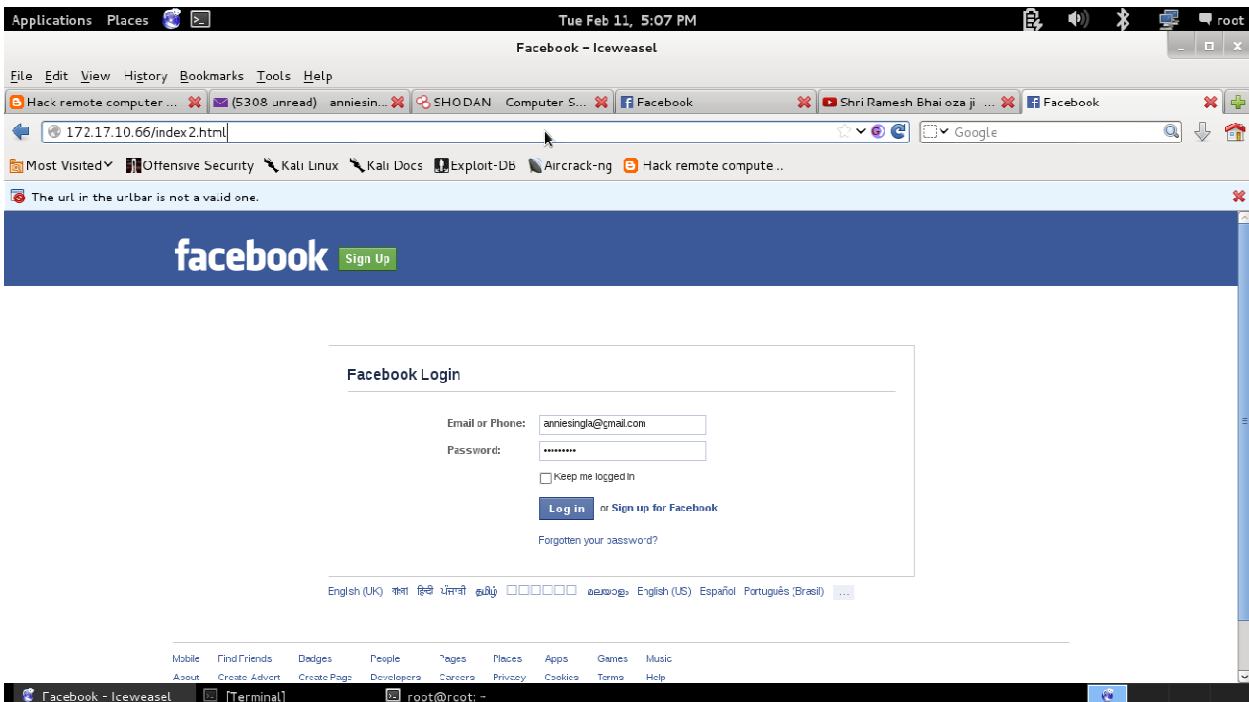 Applications Places Tue Feb 11, 5:07 PM root
Facebook - Iceweasel
File Edit View History Bookmarks Tools Help
Hack remote computer ... (5308 unread) anniesin... SHODAN Computer S... Facebook Shri Ramesh Bhai oza ji ... Facebook
172.17.10.66/index2.html Google
Most Visited Offensive Security Kali Linux Kali Docs Exploit-DB Aircrack-ng Hack remote compute ..
The url in the urlbar is not a valid one.
facebook Sign Up
Facebook Login
Email or Phone: anniesingla@gmail.com
Password:
Keep me logged in
Log in or Sign up for Facebook
Forgotten your password?
English (UK) বাংলা हिन्दी ਪੰਜਾਬੀ தமிழ் മലയാളം English (US) Español Português (Brasil) ...
Mobile Find Friends Badges People Pages Places Apps Games Music
About Create Advert Create Page Developers Careers Privacy Cookies Terms Help
Facebook - Iceweasel [Terminal] root@root: ~